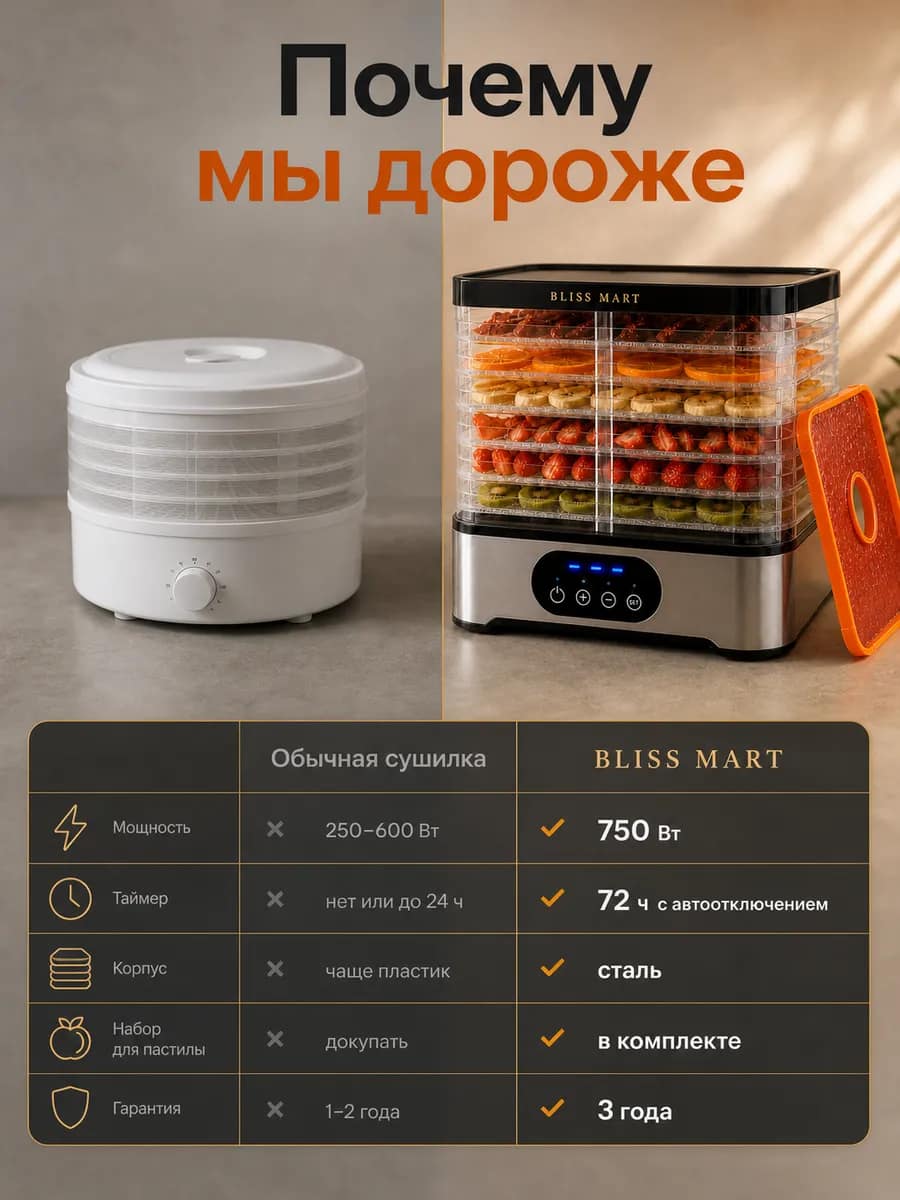 Почему
мы дороже
BLISS MART
SET
Обычная сушилка
BLISS MART
Мощность
250–600 Вт
750 Вт
Таймер
нет или до 24 ч
72 ч с автоотключением
Корпус
чаще пластик
сталь
Набор
для пастилы
докупать
в комплекте
Гарантия
1–2 года
3 года